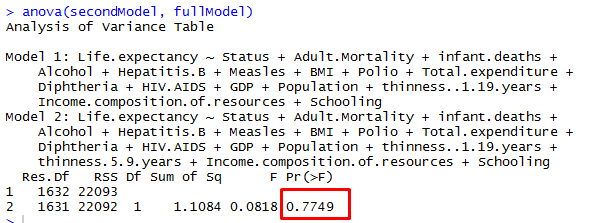 > anova(secondModel, fullModel)
Analysis of Variance Table
Model 1: Life.expectancy ~ Status + Adult.Mortality + infant.deaths +
Alcohol + Hepatitis.B + Measles + BMI + Polio + Total.expenditure +
Diphtheria + HIV.AIDS + GDP + Population + thinness..1.19.years +
Income.composition.of.resources + Schooling
Model 2: Life.expectancy ~ Status + Adult.Mortality + infant.deaths +
Alcohol + Hepatitis.B + Measles + BMI + Polio + Total.expenditure +
Diphtheria + HIV.AIDS + GDP + Population + thinness..1.19.years +
thinness.5.9.years + Income.composition.of.resources + Schooling
Res.Df RSS Df Sum of Sq F Pr(>F)
1 1632 22093
2 1631 22092 1 1.1084 0.0818 0.7749
>